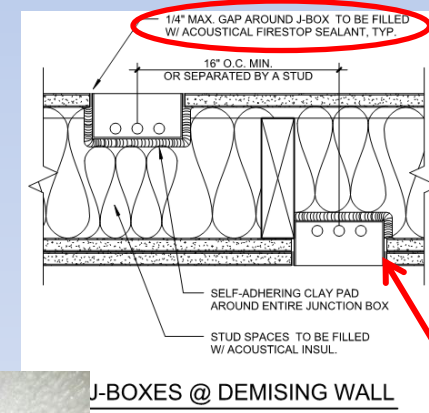 1/4" MAX. GAP AROUND J-BOX TO BE FILLED
W/ ACOUSTICAL FIRESTOP SEALANT, TYP.
16" O.C. MIN.
OR SEPARATED BY A STUD
SELF-ADHERING CLAY PAD
AROUND ENTIRE JUNCTION BOX
STUD SPACES TO BE FILLED
W/ ACOUSTICAL INSUL.
J-BOXES @ DEMISING WALL